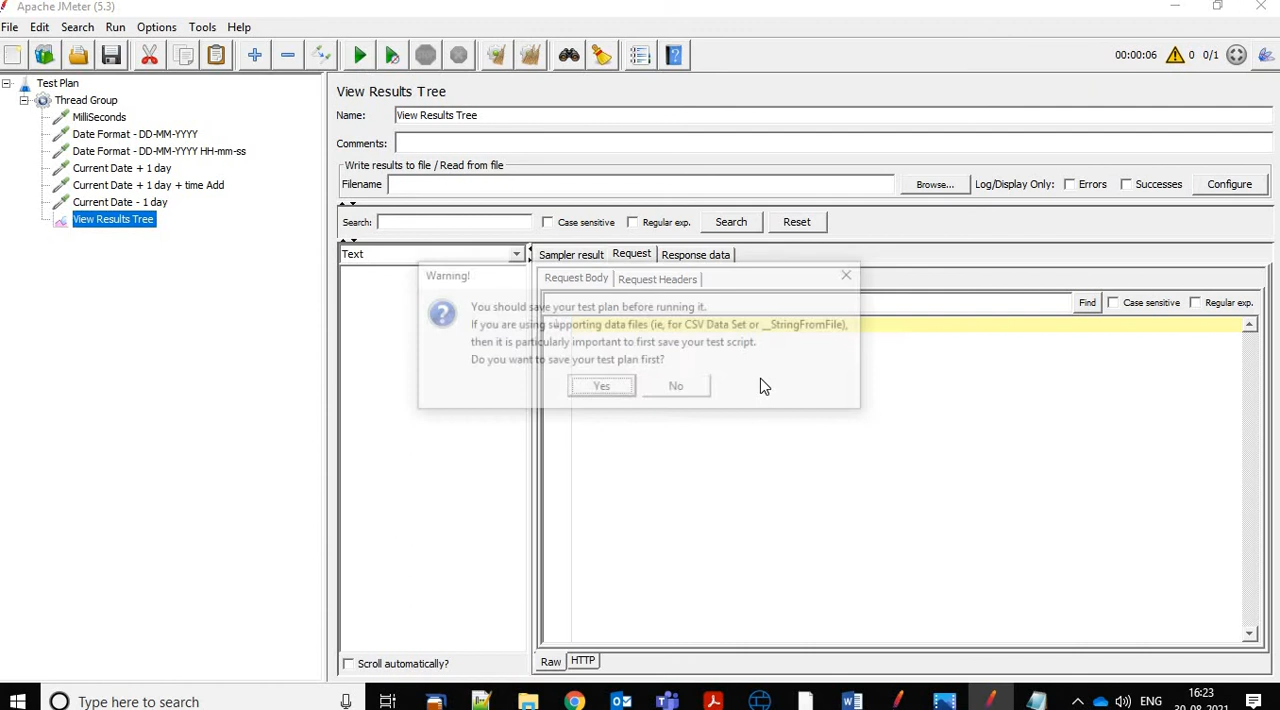 Apache JMeter (5.3)
File Edit Search Run Options Tools Help
00:00:06 0 0/1
Test Plan
Thread Group
MilliSeconds
Date Format - DD-MM-YYYY
Date Format - DD-MM-YYYY HH-mm-ss
Current Date + 1 day
Current Date + 1 day + time Add
Current Date - 1 day
View Results Tree
View Results Tree
Name: View Results Tree
Comments:
Write results to file / Read from file
Filename Browse... Log/Display Only: Errors Successes Configure
Search: Case sensitive Regular exp. Search Reset
Text Sampler result Request Response data
Request Body Request Headers
Find Case sensitive Regular exp.
Warning!
You should save your test plan before running it.
If you are using supporting data files (ie, for CSV Data Set or __StringFromFile),
then it is particularly important to first save your test script.
Do you want to save your test plan first?
Yes No
Scroll automatically?
Raw HTTP
Type here to search
ENG
16:23
30-08-2021